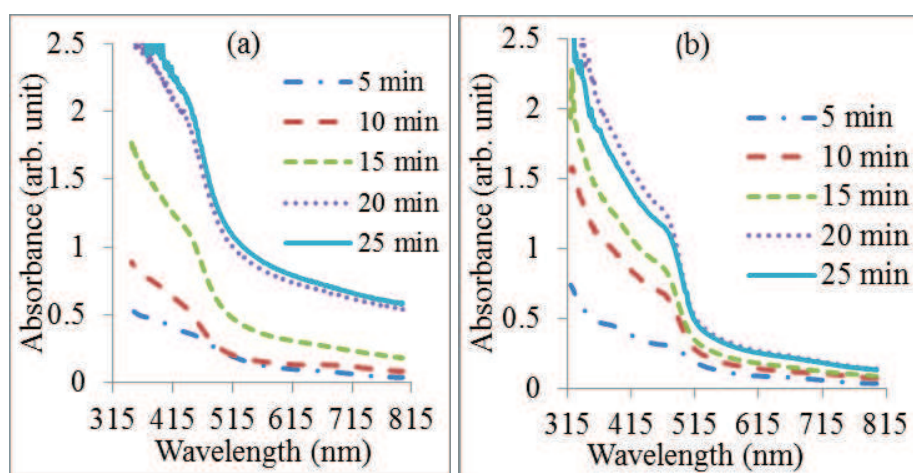 (a)
2.5
2
1.5
1
0.5
0
Absorbance (arb. unit)
5 min
10 min
15 min
20 min
25 min
315 415 515 615 715 815
Wavelength (nm)
(b)
2.5
2
1.5
1
0.5
0
Absorbance (arb. unit)
5 min
10 min
15 min
20 min
25 min
315 415 515 615 715 815
Wavelength (nm)